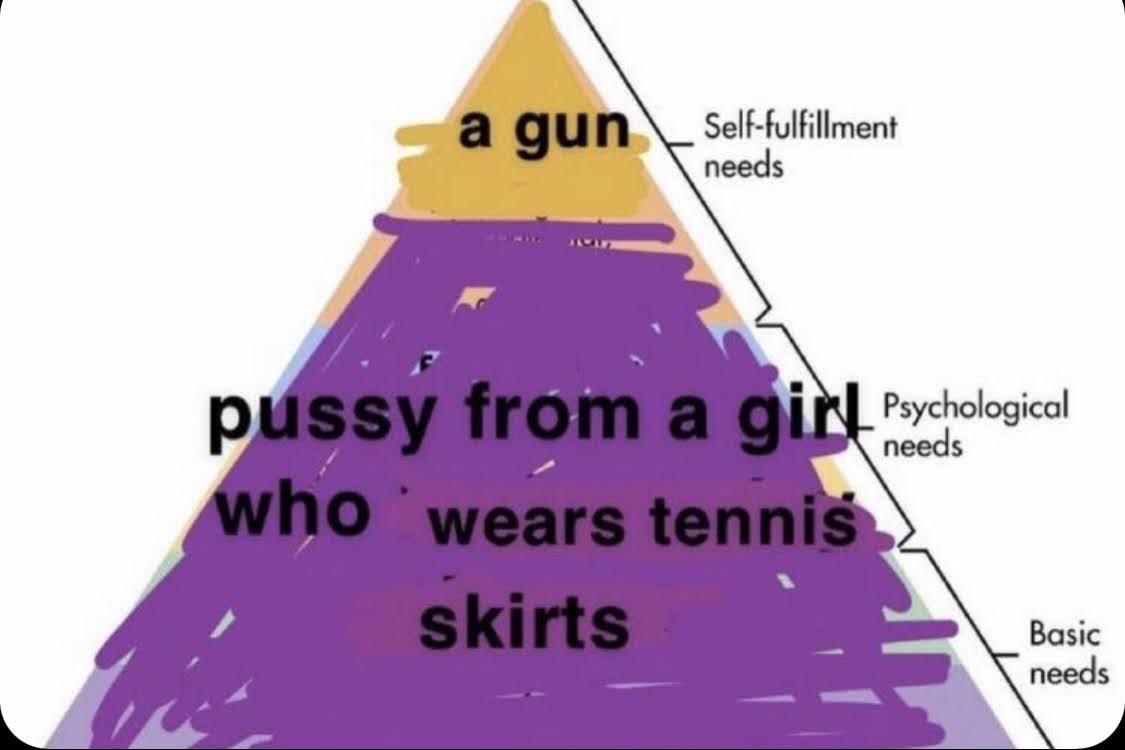 a gun
Self-fulfillment
needs
pussy from a girl
who wears tennis
skirts
Psychological
needs
Basic
needs